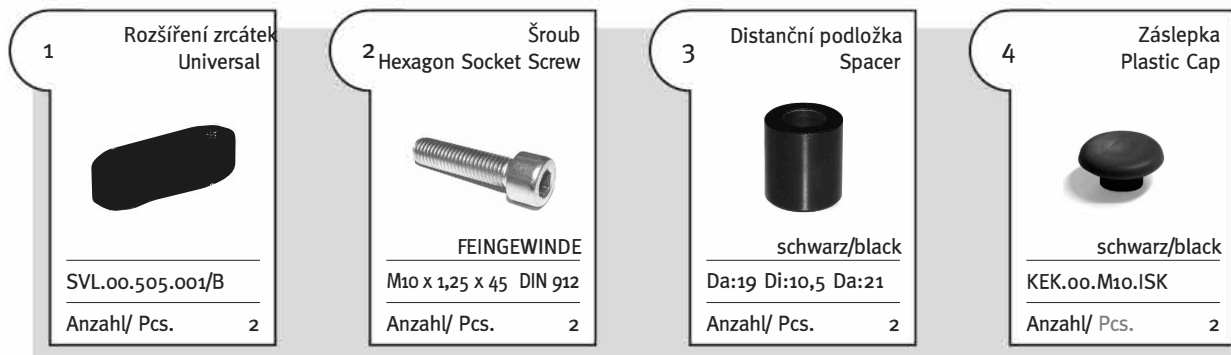 1
Rozšíření zrcátek
Universal
SVL.00.505.001/B
Anzahl/ Pcs. 2
2
Šroub
Hexagon Socket Screw
FEINGEWINDE
M10 x 1,25 x 45 DIN 912
Anzahl/ Pcs. 2
3
Distanční podložka
Spacer
schwarz/black
Da:19 Di:10,5 Da:21
Anzahl/ Pcs. 2
4
Záslepka
Plastic Cap
schwarz/black
KEK.00.M10.ISK
Anzahl/ Pcs. 2